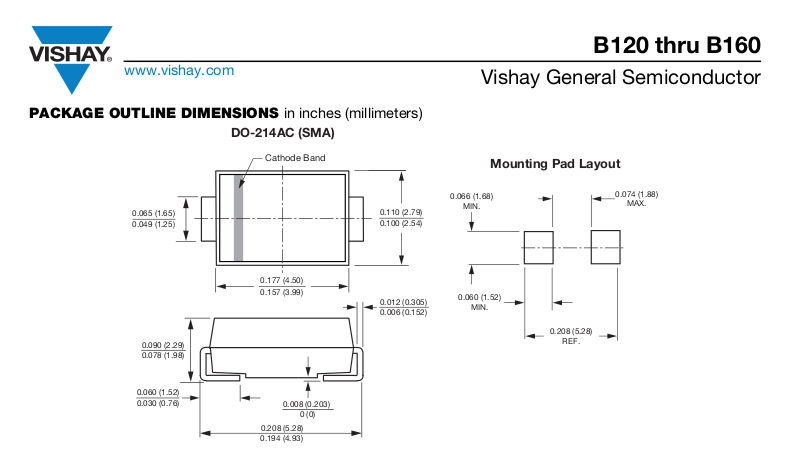 VISHAY®
www.vishay.com
B120 thru B160
Vishay General Semiconductor
PACKAGE OUTLINE DIMENSIONS in inches (millimeters)
DO-214AC (SMA)
Cathode Band
0.065 (1.65)
0.049 (1.25)
0.110 (2.79)
0.100 (2.54)
0.177 (4.50)
0.157 (3.99)
0.012 (0.305)
0.006 (0.152)
0.090 (2.29)
0.078 (1.98)
0.060 (1.52)
0.030 (0.76)
0.008 (0.203)
0 (0)
0.208 (5.28)
0.194 (4.93)
Mounting Pad Layout
0.066 (1.68)
MIN.
0.074 (1.88)
MAX.
0.060 (1.52)
MIN.
0.208 (5.28)
REF.